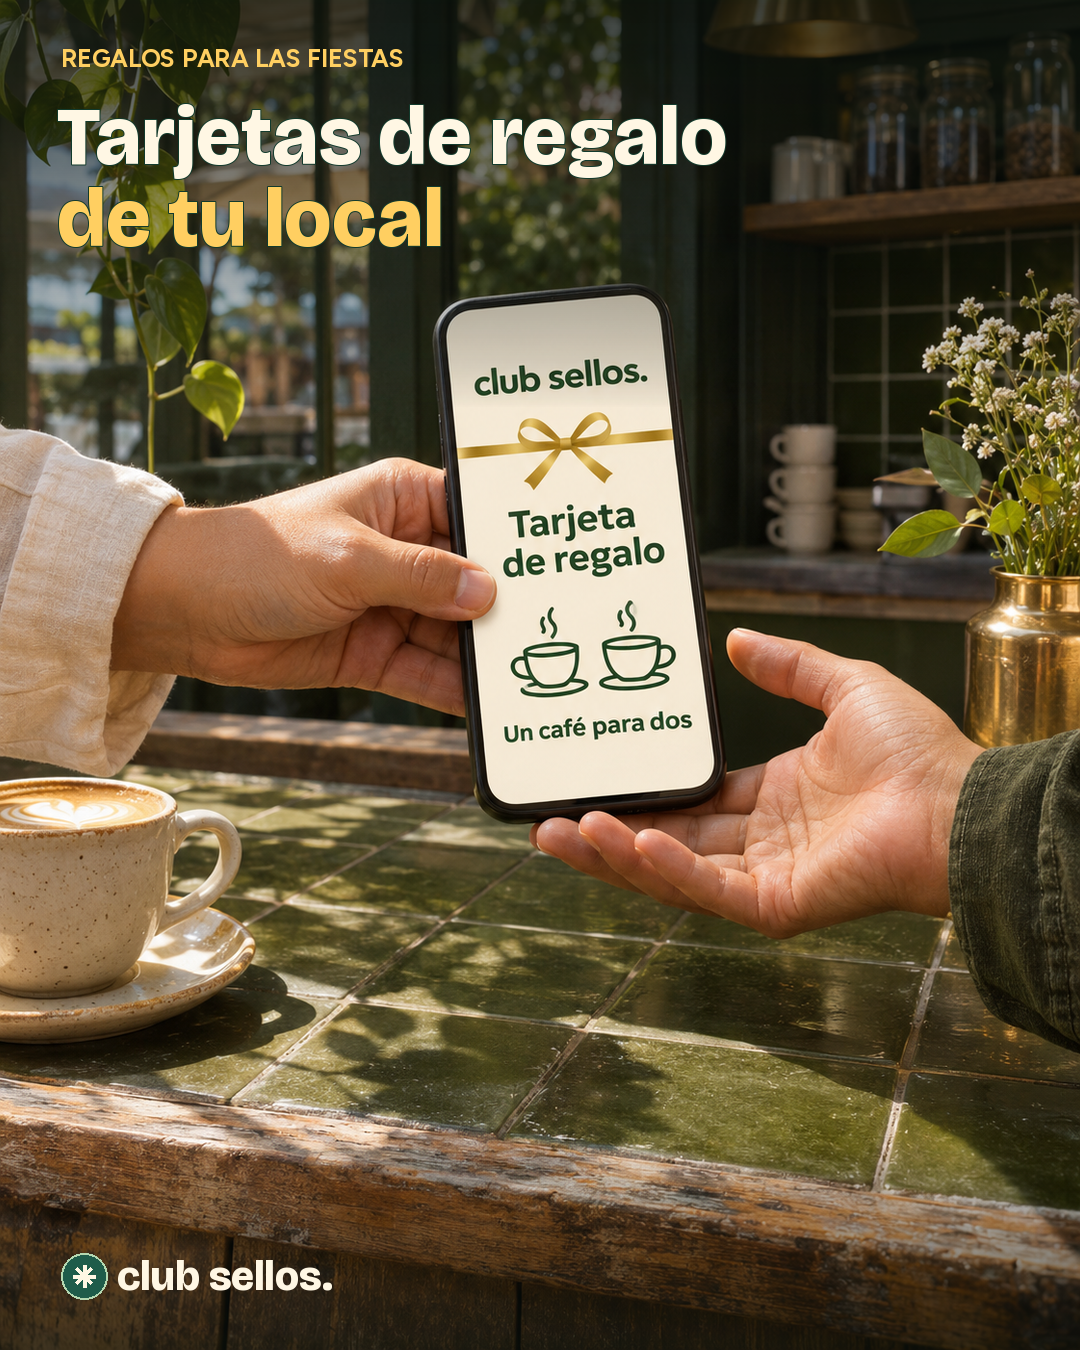 REGALOS PARA LAS FIESTAS
Tarjetas de regalo
de tu local
club sellos.
Tarjeta
de regalo
Un café para dos
club sellos.